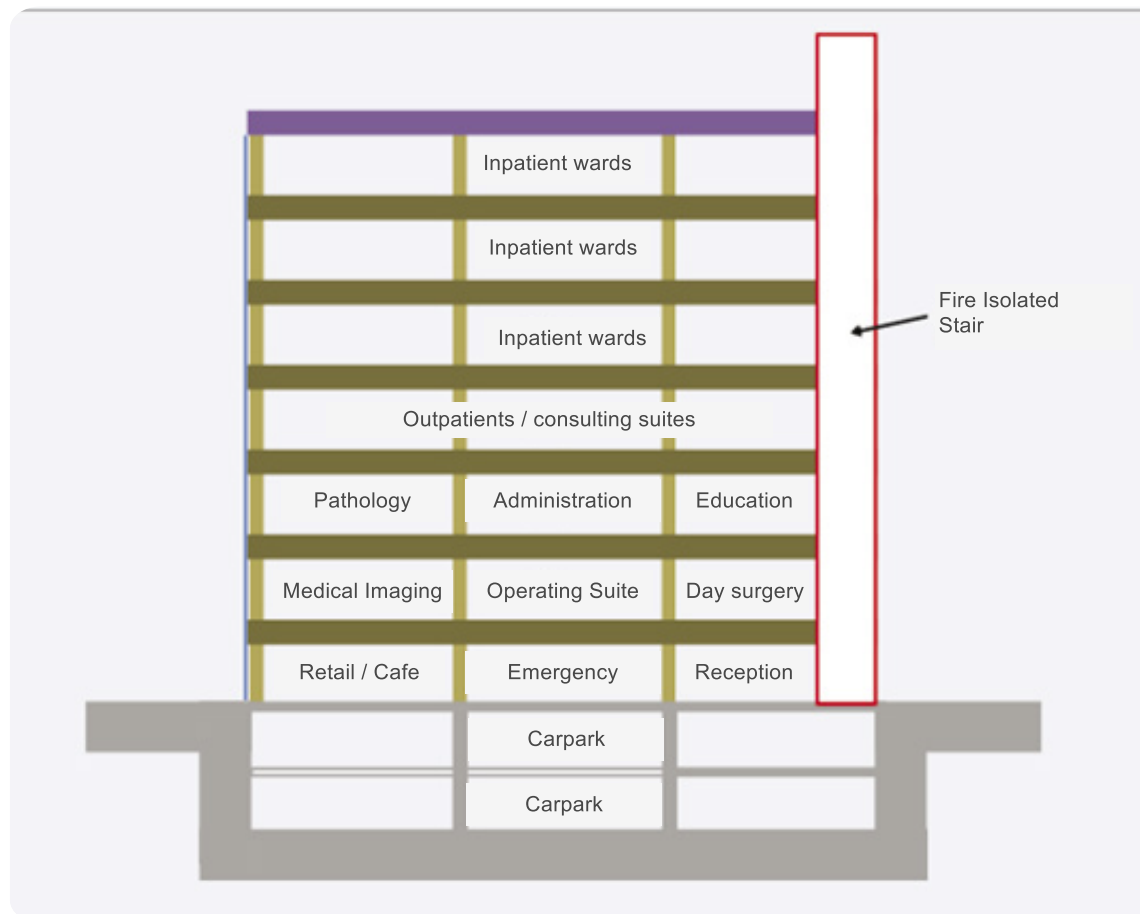 Inpatient wards
Inpatient wards
Fire Isolated
Stair
Inpatient wards
Outpatients / consulting suites
Pathology
Administration
Education
Medical Imaging
Operating Suite
Day surgery
Retail / Cafe
Emergency
Reception
Carpark
Carpark